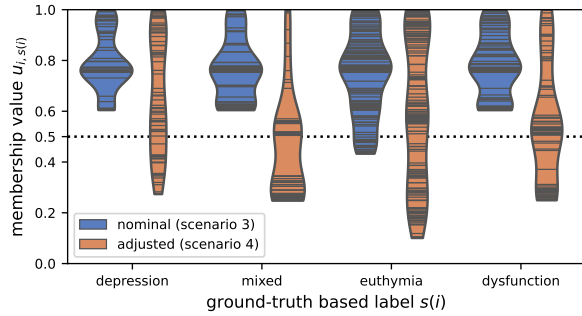 membership value u_{i, s(i)}
1.0
0.8
0.6
0.5
0.4
0.2
0.0
nominal (scenario 3)
adjusted (scenario 4)
depression
mixed
euthymia
dysfunction
ground-truth based label s(i)